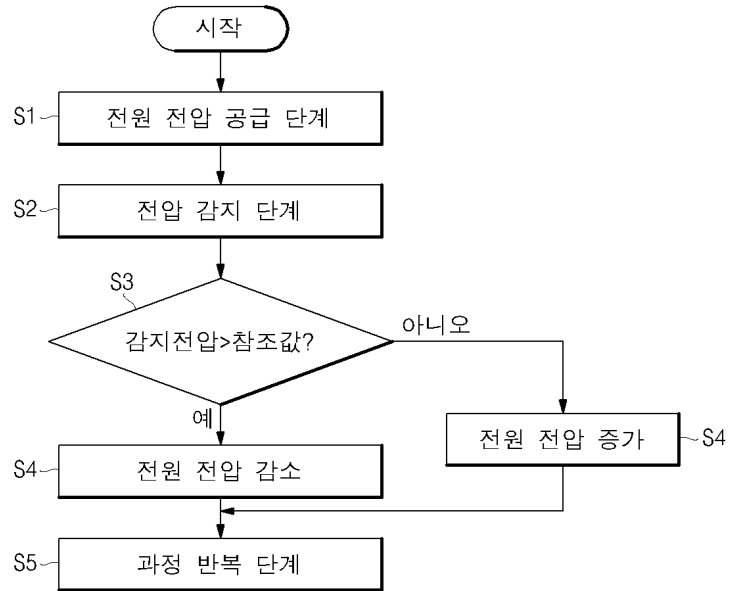 시작
S1 전원 전압 공급 단계
S2 전압 감지 단계
S3
감지전압>참조값?
아니오
예
전원 전압 증가 S4
S4 전원 전압 감소
S5 과정 반복 단계